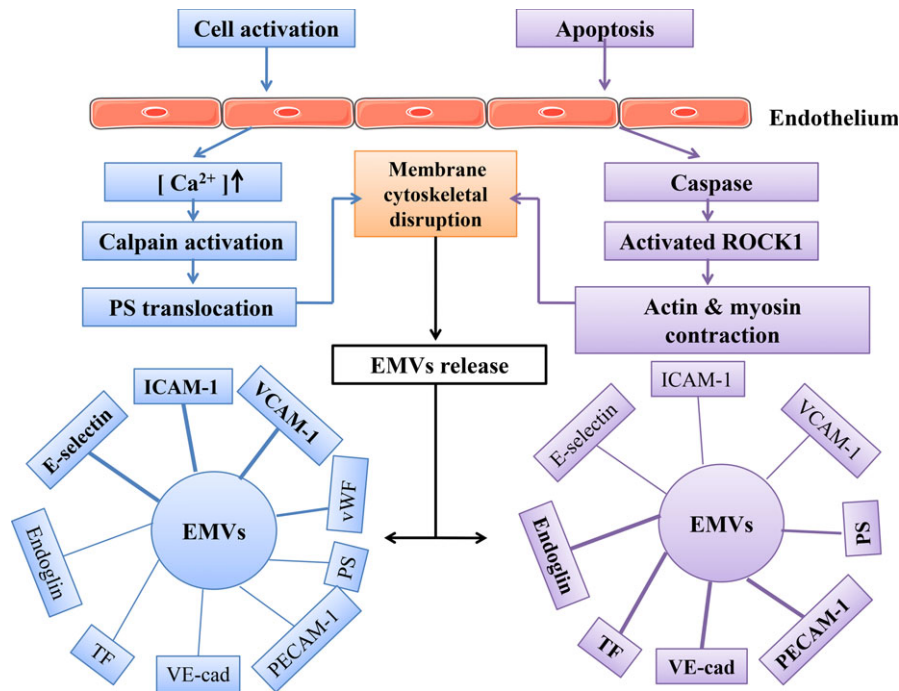 Cell activation
Apoptosis
Endothelium
[ Ca²⁺ ]↑
Membrane
cytoskeletal
disruption
Caspase
Calpain activation
Activated ROCK1
PS translocation
Actin & myosin
contraction
EMVs release
ICAM-1
VCAM-1
E-selectin
vWF
EMVs
Endoglin
PS
TF
VE-cad
PECAM-1
ICAM-1
VCAM-1
E-selectin
EMVs
PS
Endoglin
TF
VE-cad
PECAM-1